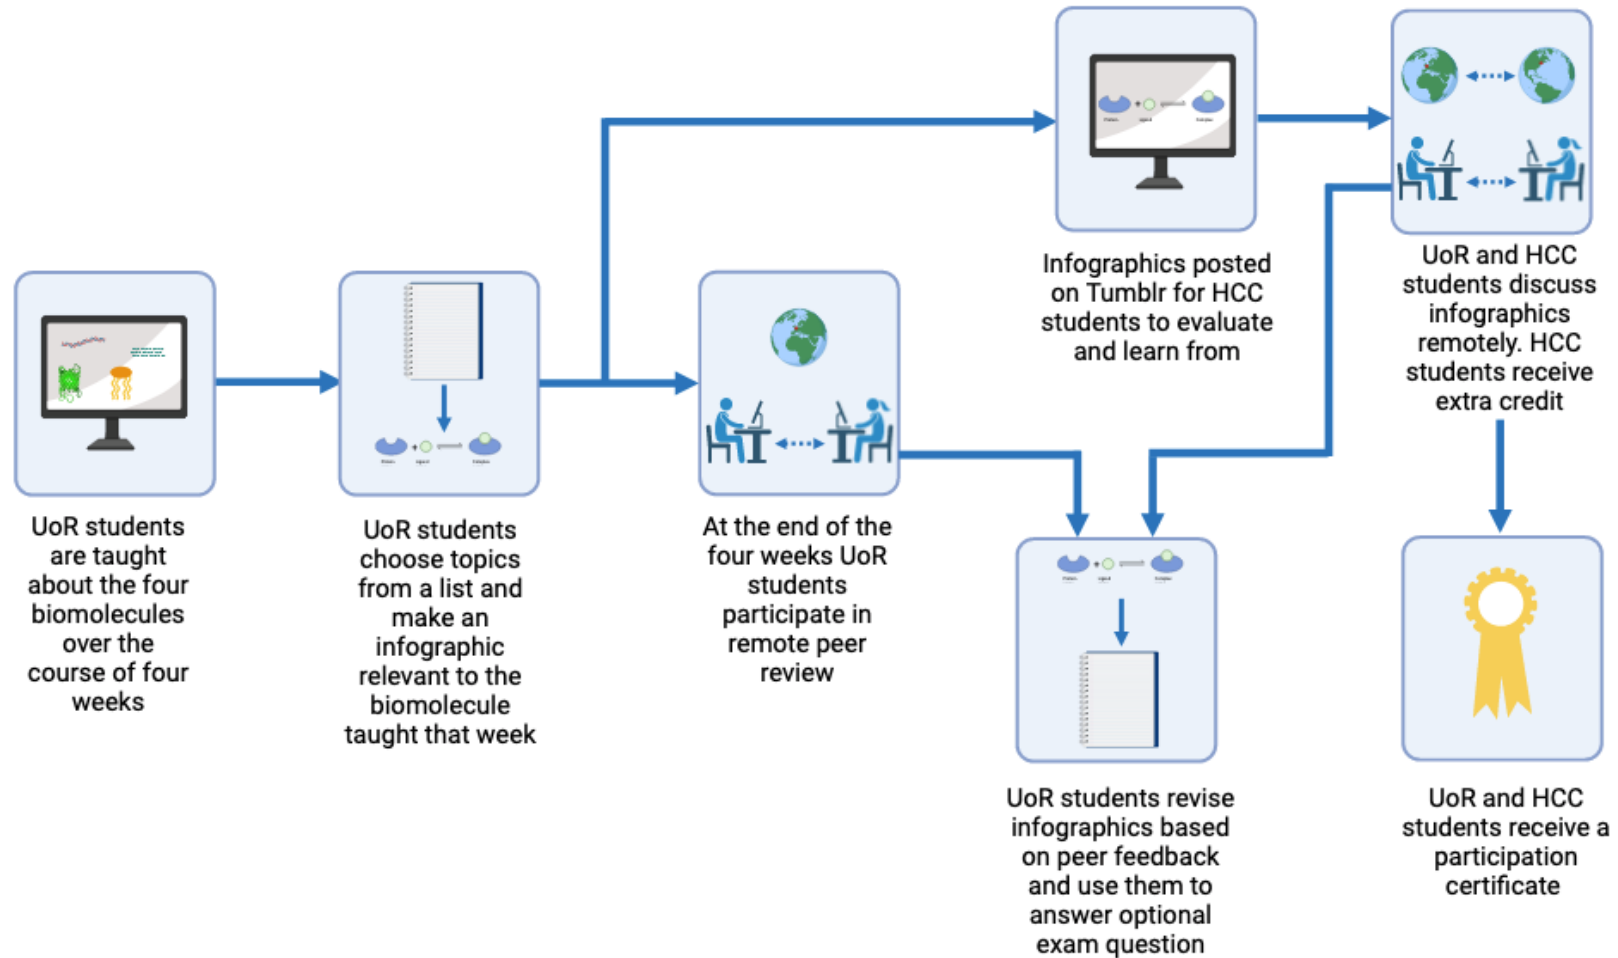 UoR students
are taught
about the four
biomolecules
over the
course of four
weeks
UoR students
choose topics
from a list and
make an
infographic
relevant to the
biomolecule
taught that week
At the end of the
four weeks UoR
students
participate in
remote peer
review
Infographics posted
on Tumblr for HCC
students to evaluate
and learn from
UoR and HCC
students discuss
infographics
remotely. HCC
students receive
extra credit
UoR students revise
infographics based
on peer feedback
and use them to
answer optional
exam question
UoR and HCC
students receive a
participation
certificate